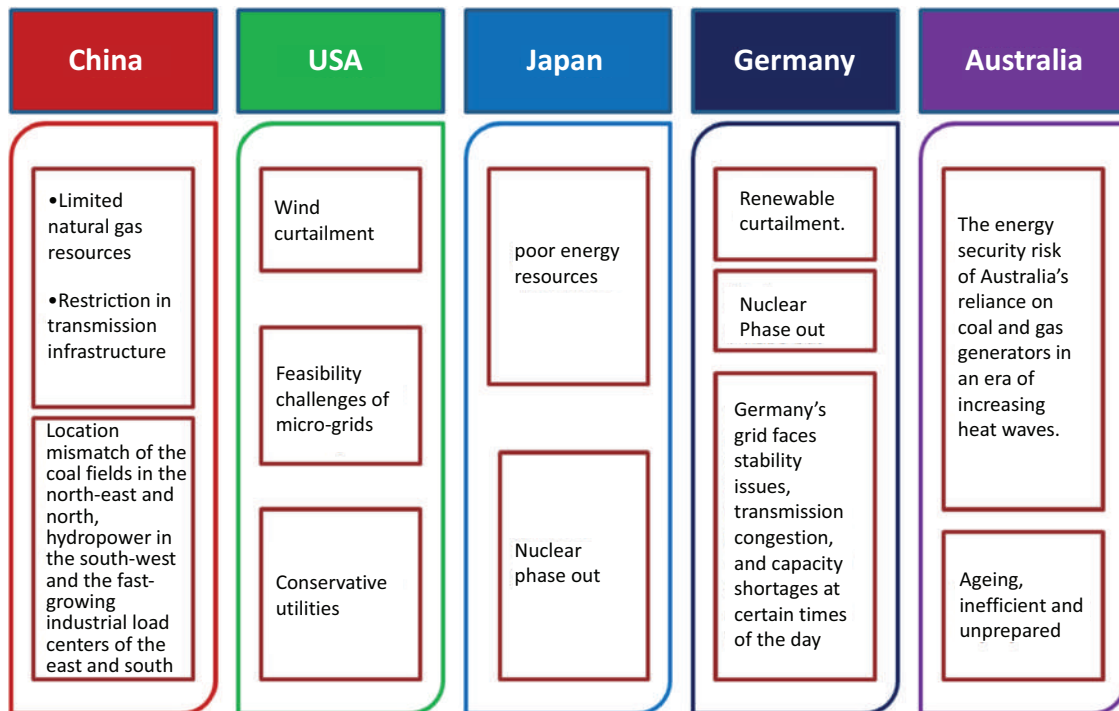 China
USA
Japan
Germany
Australia
•Limited
natural gas
resources
•Restriction in
transmission
infrastructure
Location
mismatch of the
coal fields in the
north-east and
north,
hydropower in
the south-west
and the fast-
growing
industrial load
centers of the
east and south
Wind
curtailment
Feasibility
challenges of
micro-grids
Conservative
utilities
poor energy
resources
Nuclear
phase out
Renewable
curtailment.
Nuclear
Phase out
Germany’s
grid faces
stability
issues,
transmission
congestion,
and capacity
shortages at
certain times
of the day
The energy
security risk
of Australia’s
reliance on
coal and gas
generators in
an era of
increasing
heat waves.
Ageing,
inefficient and
unprepared